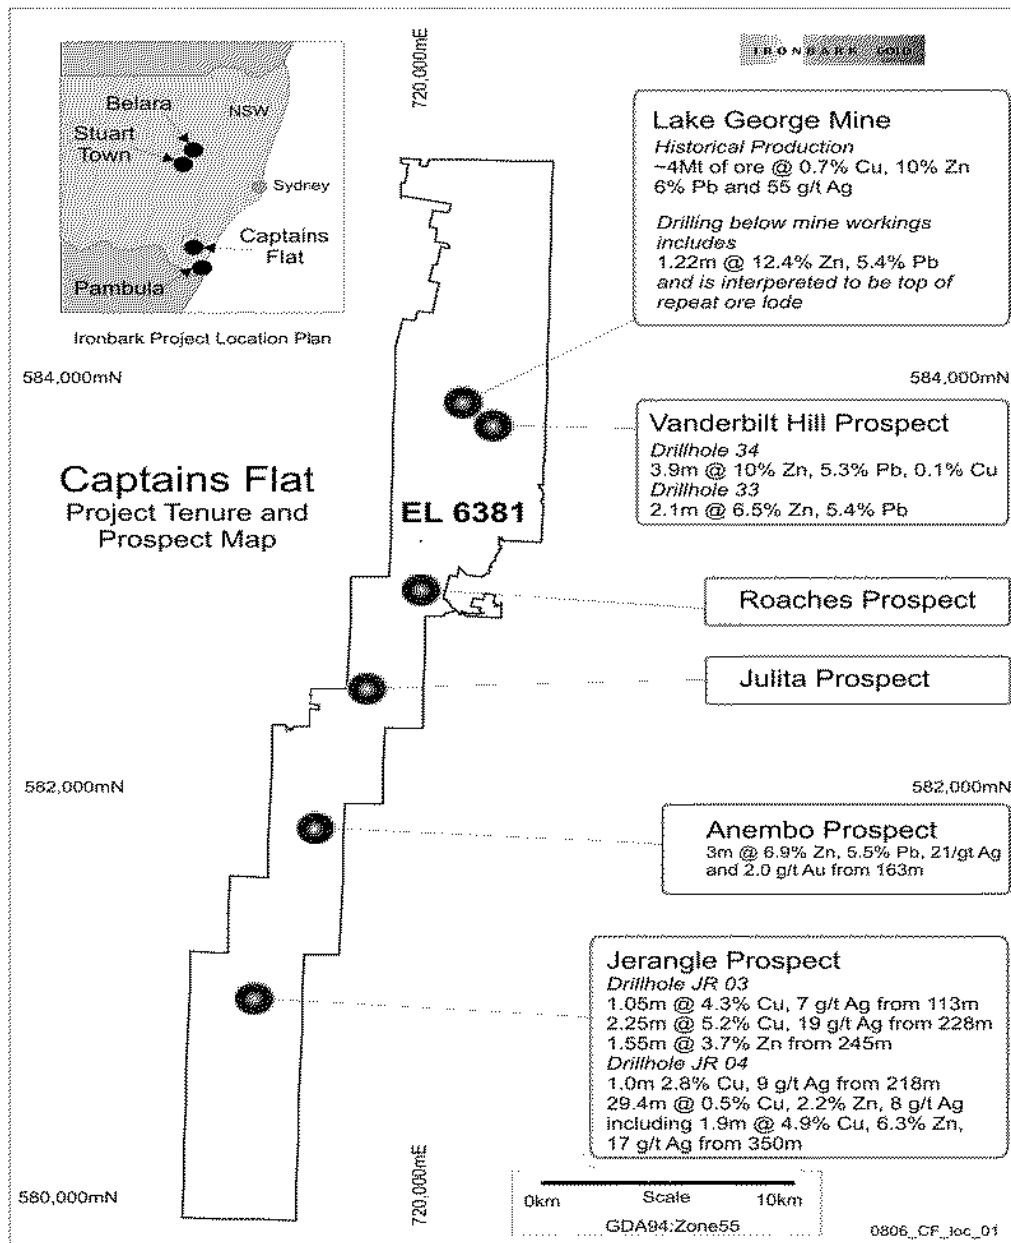 IRONBARK GOLD
720,000mE
Belara
NSW
Stuart
Town
Sydney
Captains
Flat
Pambula
Ironbark Project Location Plan
Lake George Mine
Historical Production
~4Mt of ore @ 0.7% Cu, 10% Zn
6% Pb and 55 g/t Ag
Drilling below mine workings
includes
1.22m @ 12.4% Zn, 5.4% Pb
and is interpereted to be top of
repeat ore lode
584,000mN
584,000mN
Vanderbilt Hill Prospect
Drillhole 34
3.9m @ 10% Zn, 5.3% Pb, 0.1% Cu
Drillhole 33
2.1m @ 6.5% Zn, 5.4% Pb
Captains Flat
Project Tenure and
Prospect Map
EL 6381
Roaches Prospect
Julita Prospect
582,000mN
582,000mN
Anembo Prospect
3m @ 6.9% Zn, 5.5% Pb, 21/gt Ag
and 2.0 g/t Au from 163m
Jerangle Prospect
Drillhole JR 03
1.05m @ 4.3% Cu, 7 g/t Ag from 113m
2.25m @ 5.2% Cu, 19 g/t Ag from 228m
1.55m @ 3.7% Zn from 245m
Drillhole JR 04
1.0m 2.8% Cu, 9 g/t Ag from 218m
29.4m @ 0.5% Cu, 2.2% Zn, 8 g/t Ag
including 1.9m @ 4.9% Cu, 6.3% Zn,
17 g/t Ag from 350m
580,000mN
720,000mE
0km Scale 10km
GDA94:Zone55
0806_CF_loc_01